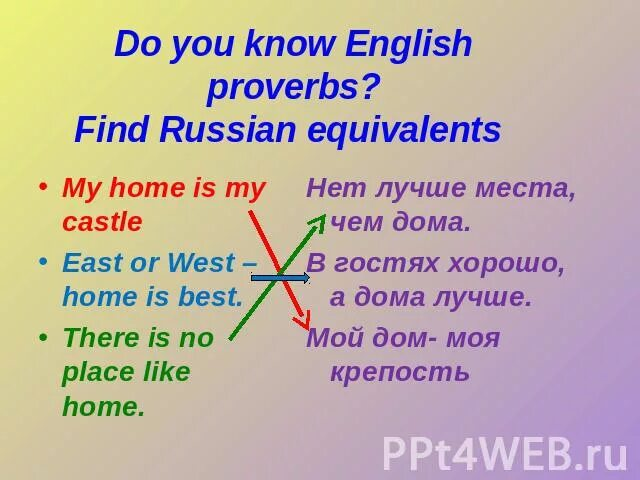 Do you know English
proverbs?
Find Russian equivalents
• My home is my
castle
• East or West –
home is best.
• There is no
place like
home.
Нет лучше места,
чем дома.
В гостях хорошо,
а дома лучше.
Мой дом- моя
крепость
PPt4WEB.ru